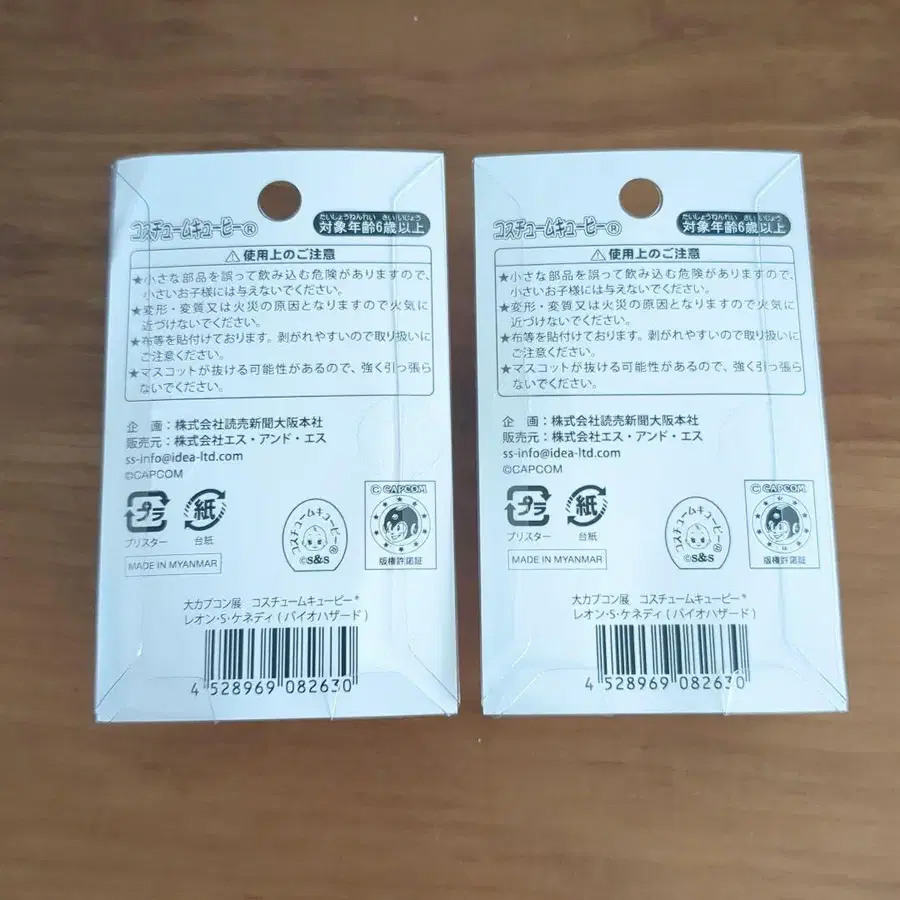 コスチュームキューピー®
たいしょうねんれい さい いじょう
対象年齢6歳以上
⚠使用上のご注意
★小さな部品を誤って飲み込む危険がありますので、
小さいお子様には与えないでください。
★変形・変質又は火災の原因となりますので火気に
近づけないでください。
★布等を貼付けております。剥がれやすいので取り扱いに
ご注意ください。
★マスコットが抜ける可能性があるので、強く引っ張ら
ないでください。
企 画：株式会社読売新聞大阪本社
販売元：株式会社エス・アンド・エス
ss-info@idea-ltd.com
©CAPCOM
プラ
ブリスター
紙
台紙
MADE IN MYANMAR
コスチュームキューピー®
©S&S
© CAPCOM
版権許諾証
大カプコン展 コスチュームキューピー®
レオン・S・ケネディ (バイオハザード)
4 528969 082630
コスチュームキューピー®
たいしょうねんれい さい いじょう
対象年齢6歳以上
⚠使用上のご注意
★小さな部品を誤って飲み込む危険がありますので、
小さいお子様には与えないでください。
★変形・変質又は火災の原因となりますので火気に
近づけないでください。
★布等を貼付けております。剥がれやすいので取り扱いに
ご注意ください。
★マスコットが抜ける可能性があるので、強く引っ張ら
ないでください。
企 画：株式会社読売新聞大阪本社
販売元：株式会社エス・アンド・エス
ss-info@idea-ltd.com
©CAPCOM
プラ
ブリスター
紙
台紙
MADE IN MYANMAR
コスチュームキューピー®
©S&S
© CAPCOM
版権許諾証
大カプコン展 コスチュームキューピー®
レオン・S・ケネディ (バイオハザード)
4 528969 082630